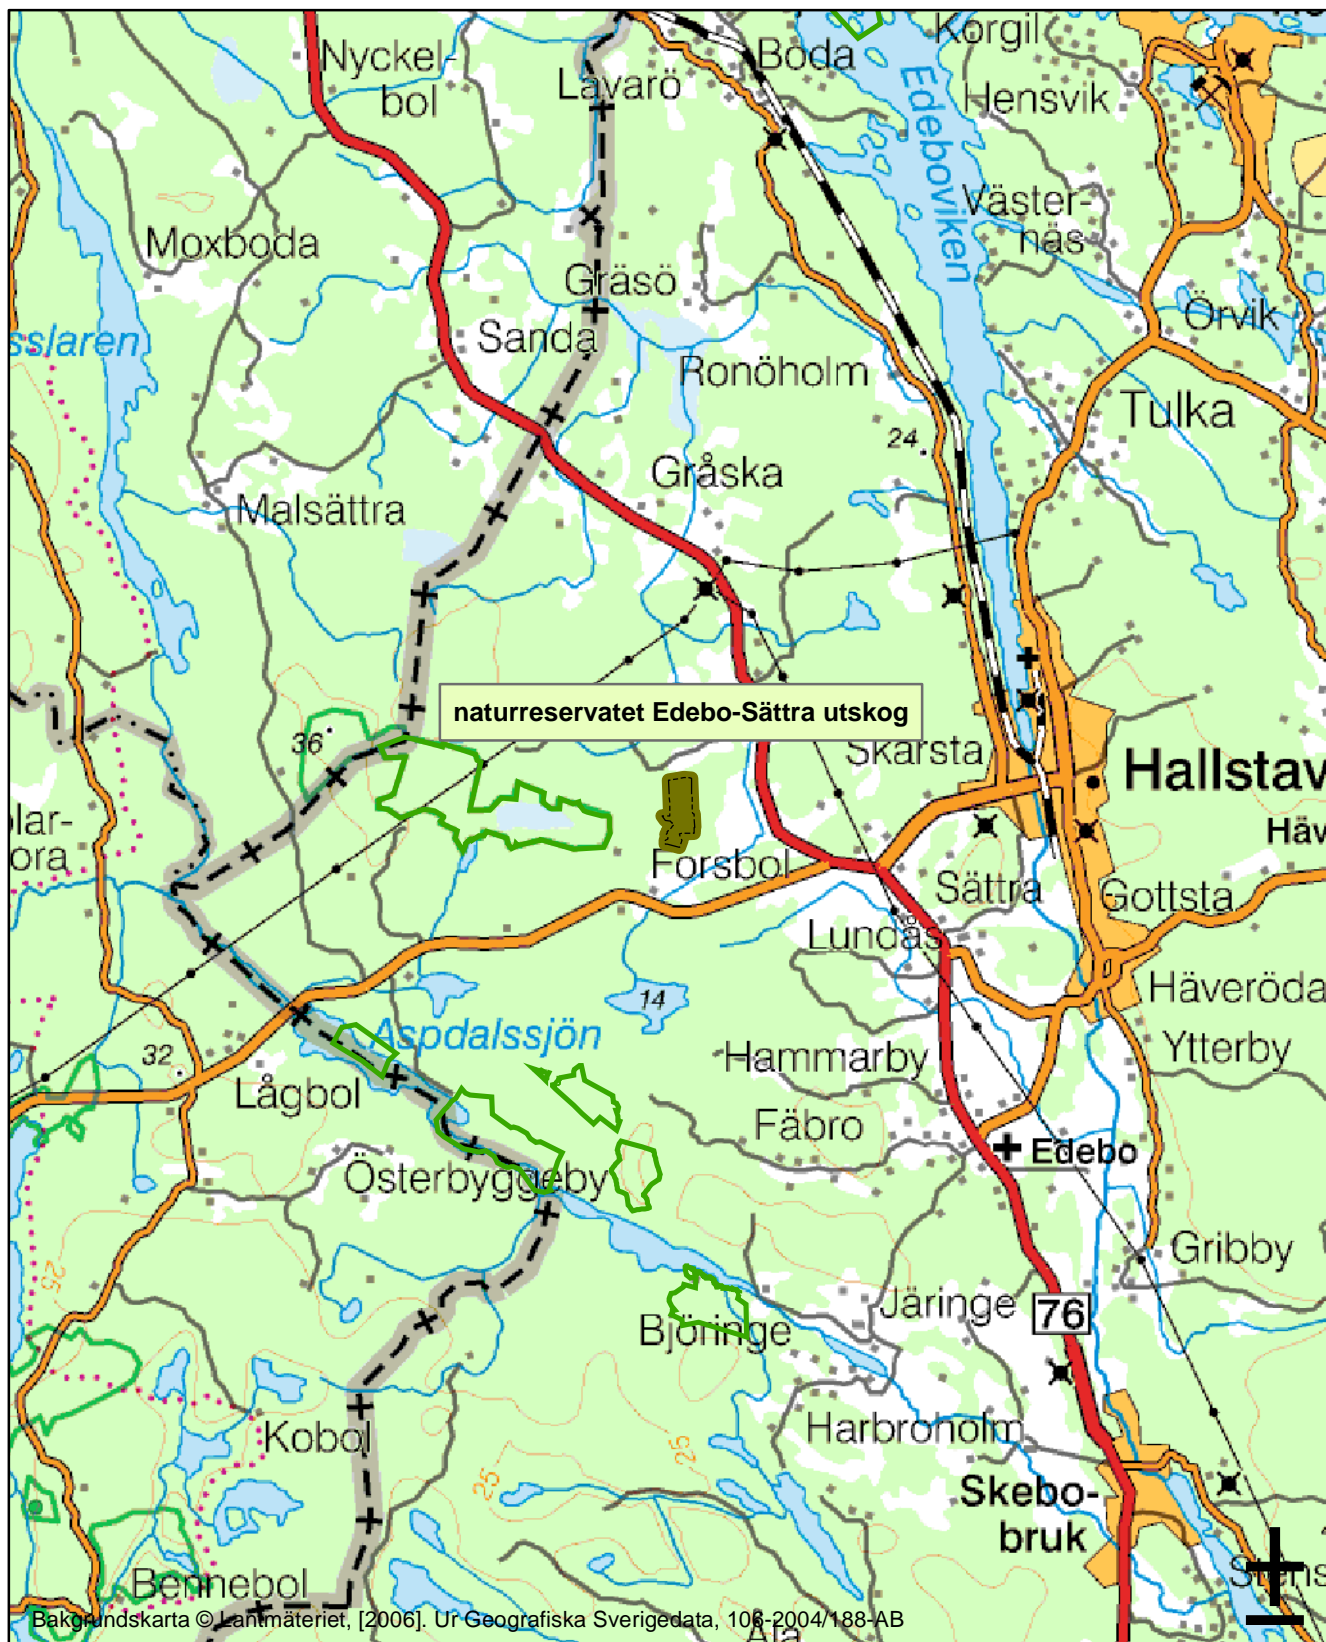 Nyckel-
bol
Lavarö
Boda
Korgil
Hensvik
Edeboviken
Väster-
näs
Moxboda
Gräsö
Örvik
sslaren
Sanda
Ronöholm
Tulka
24
Gråska
Malsättra
naturreservatet Edebo-Sättra utskog
36
Skärsta
Hallstav
Häv
lar-
ora
Forsbol
Sättra
Gottsta
Lundås
14
Häveröda
Aspdalssjön
Ytterby
32
Hammarby
Lågbol
Fäbro
Edebo
Österbyggeby
Gribby
25
Järinge
76
Björinge
Kobol
Harbroholm
25
25
Skebo-
bruk
Bennebol
Bakgrundskarta © Lantmäteriet, [2006]. Ur Geografiska Sverigedata, 106-2004/188-AB